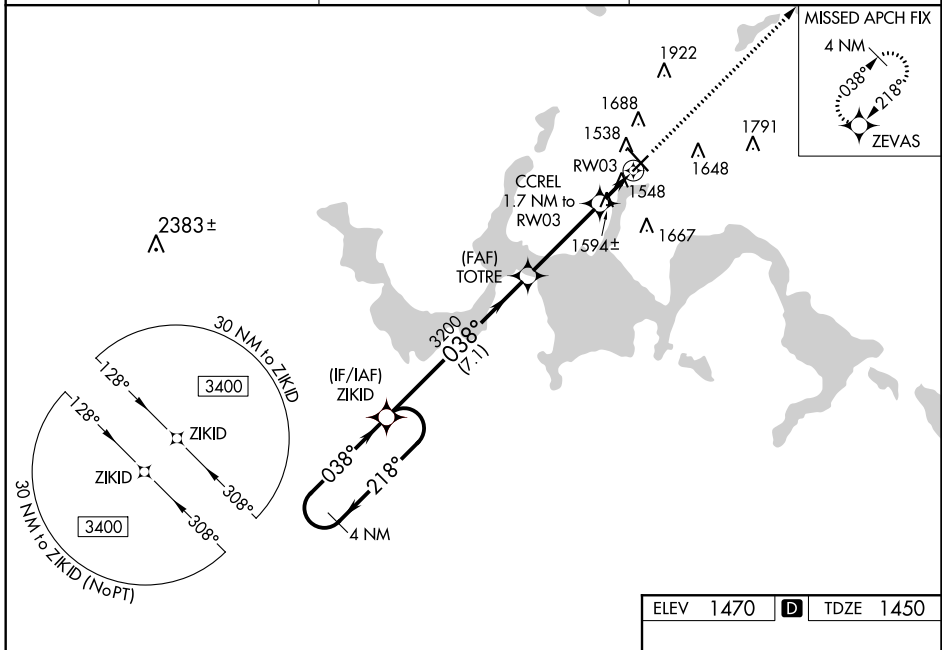 MISSED APCH FIX
4 NM
038°
218°
ZEVAS
1922
1688
1538
1791
1648
RW03
1548
CCREL
1.7 NM to
RW03
1594±
1667
2383±
(FAF)
TOTRE
3200
038°
(7.1)
(IF/IAF)
ZIKID
038°
218°
4 NM
30 NM to ZIKID
128°
3400
ZIKID
308°
128°
ZIKID
308°
3400
30 NM to ZIKID (NoPT)
ELEV 1470 D TDZE 1450